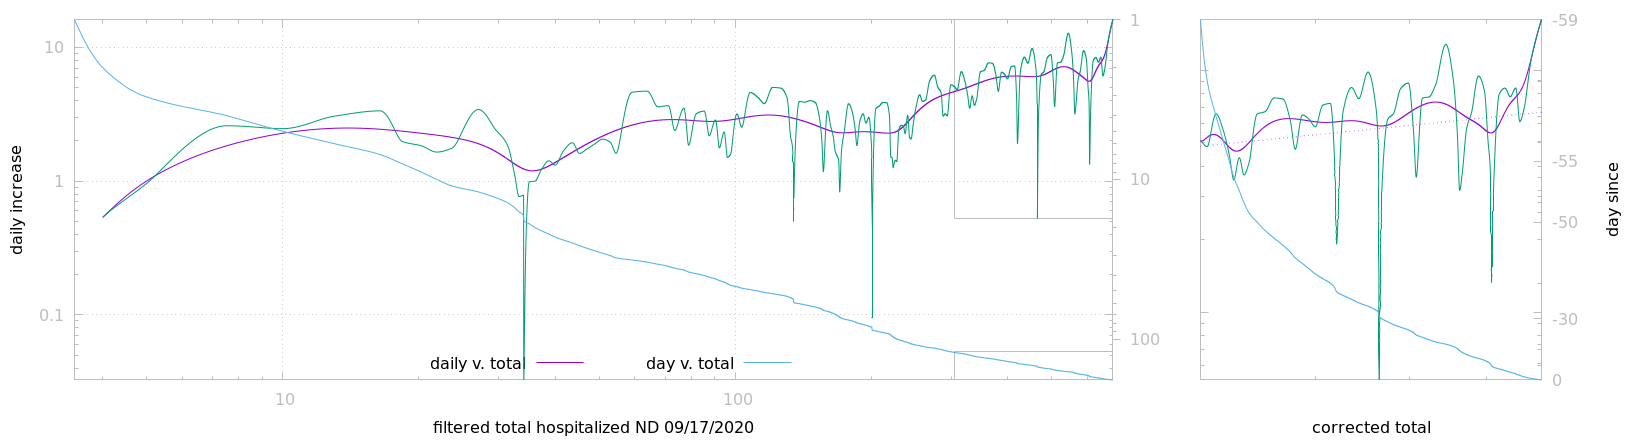 daily increase
10
1
0.1
10
100
1
10
100
daily v. total
day v. total
filtered total hospitalized ND 09/17/2020
-59
-55
-50
-30
0
day since
corrected total